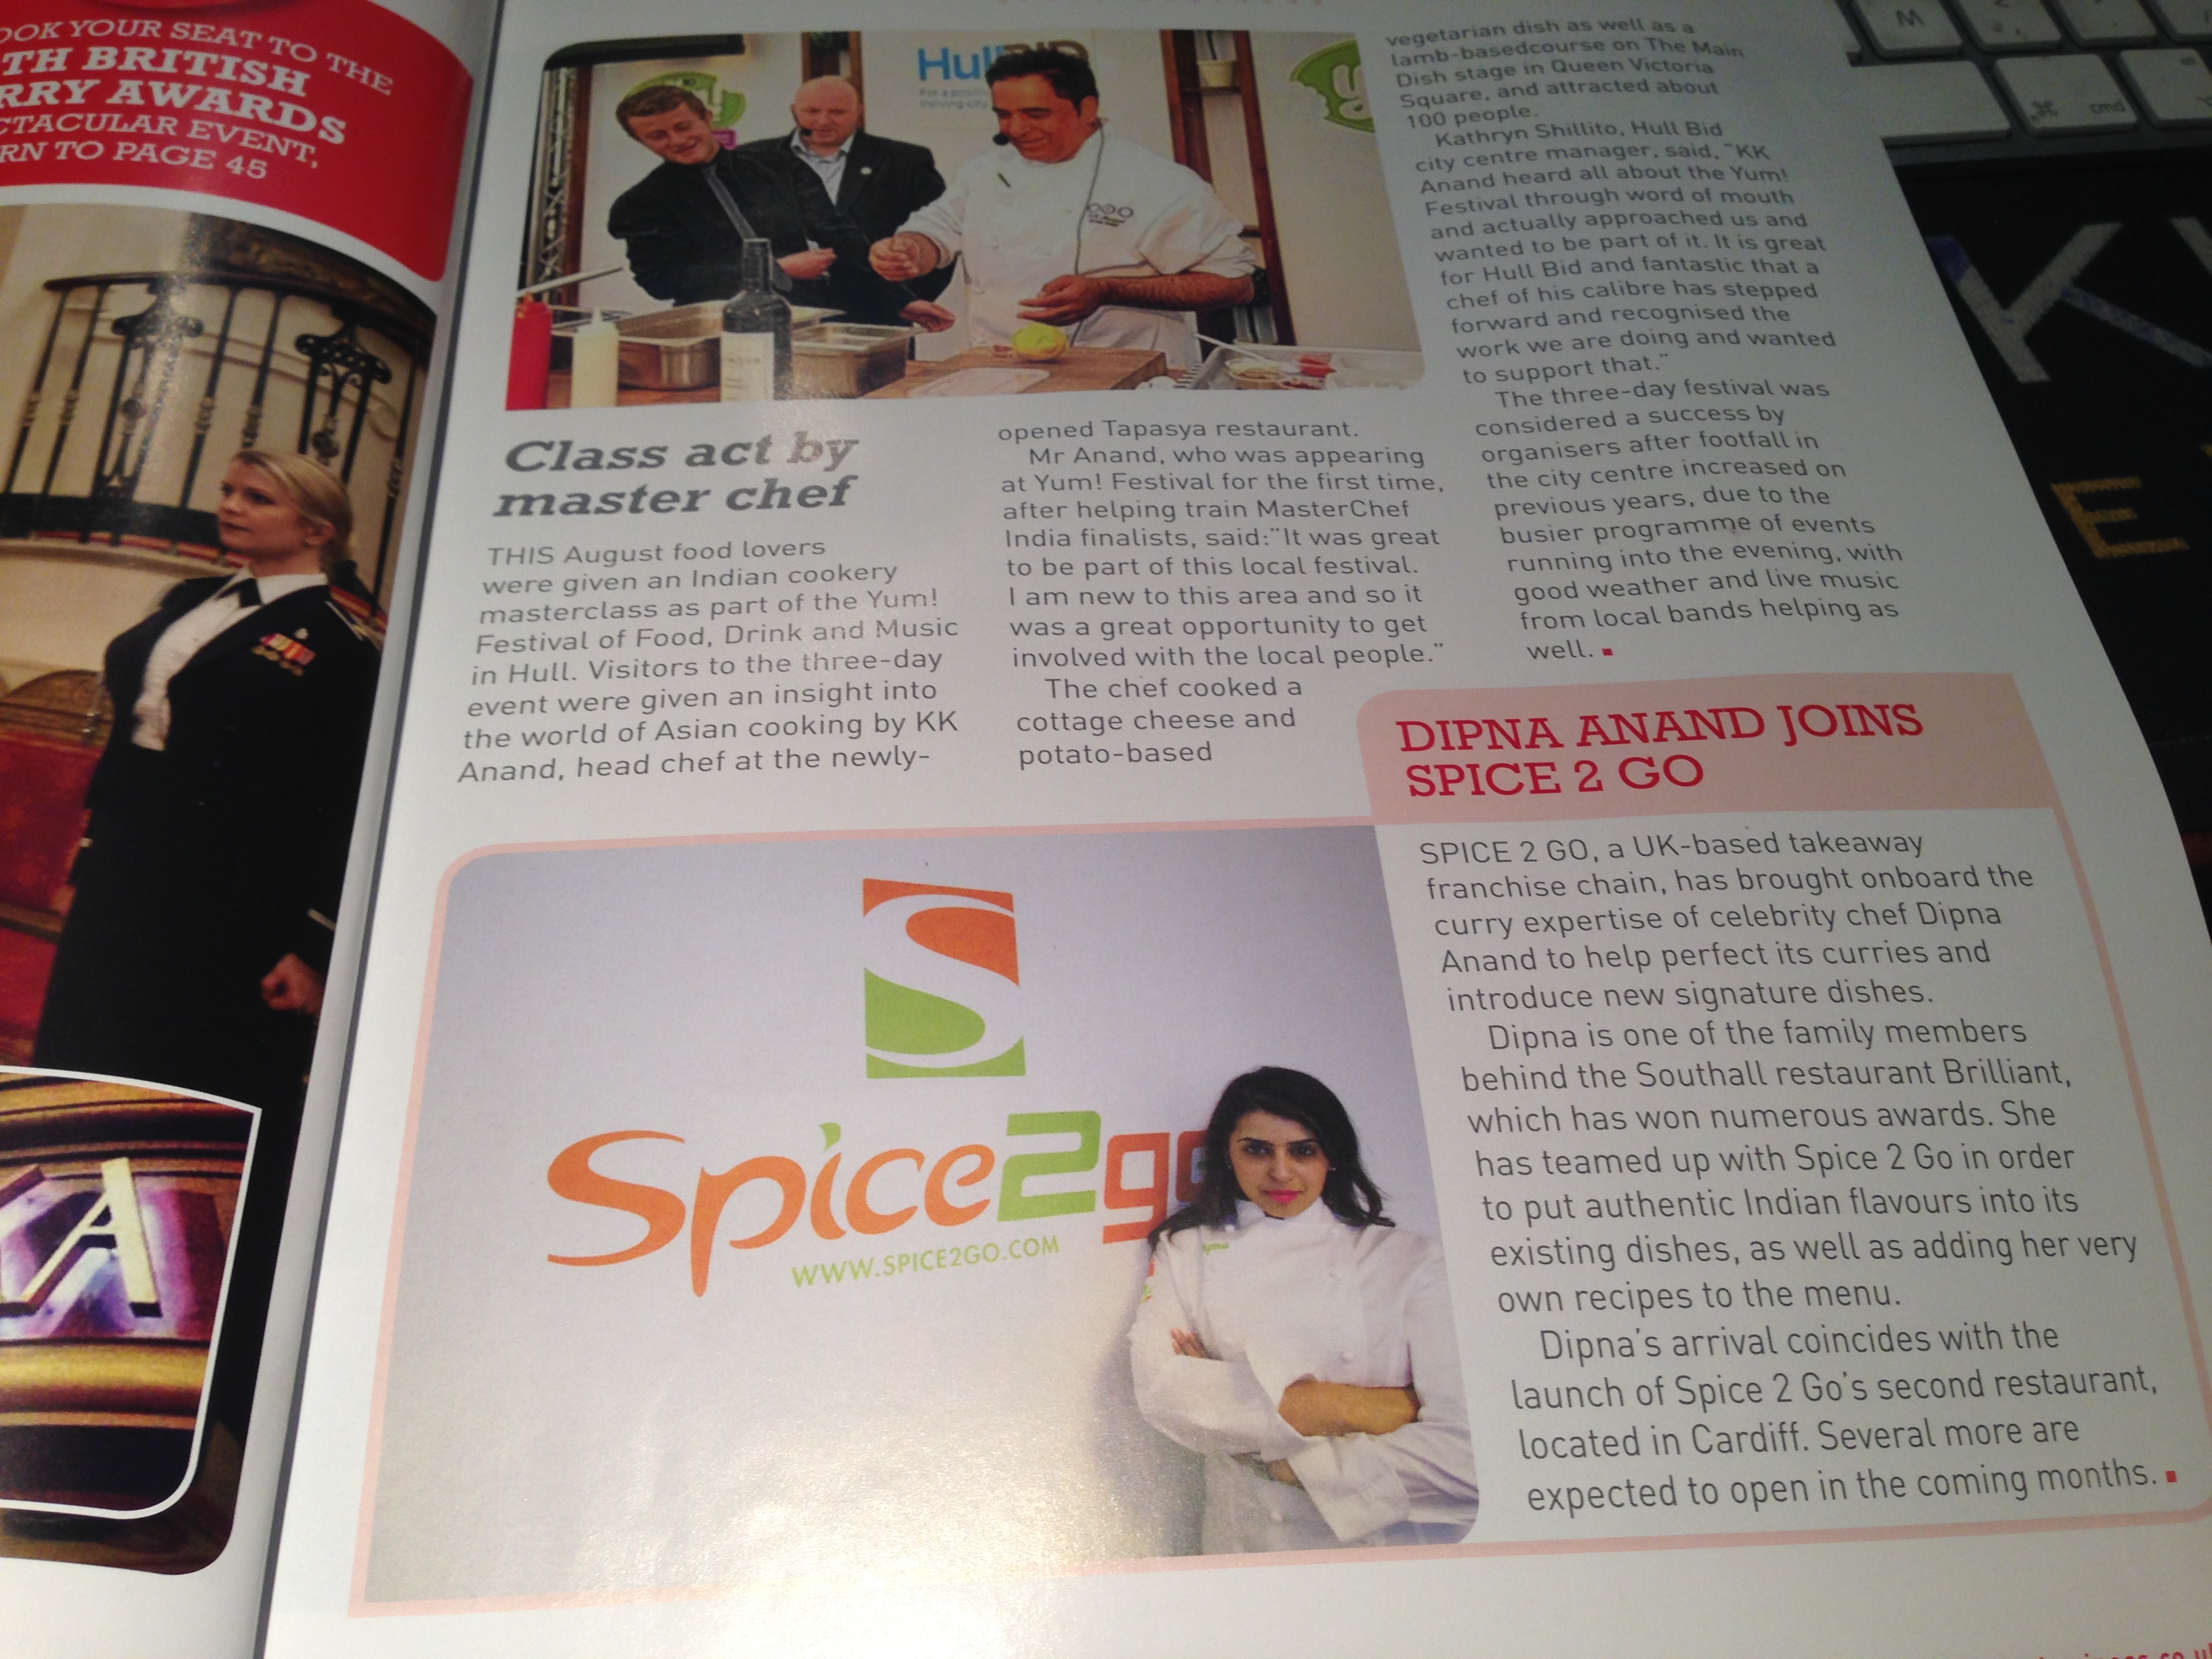 OOK YOUR SEAT TO THE
TH BRITISH
RRY AWARDS
CTACULAR EVENT,
RN TO PAGE 45
A
HullBID
For a
thriving city
Class act by
master chef
THIS August food lovers
were given an Indian cookery
masterclass as part of the Yum!
Festival of Food, Drink and Music
in Hull. Visitors to the three-day
event were given an insight into
the world of Asian cooking by KK
Anand, head chef at the newly-
opened Tapasya restaurant.
Mr Anand, who was appearing
at Yum! Festival for the first time,
after helping train MasterChef
India finalists, said:"It was great
to be part of this local festival.
I am new to this area and so it
was a great opportunity to get
involved with the local people."
The chef cooked a
cottage cheese and
potato-based
vegetarian dish as well as a
lamb-basedcourse on The Main
Dish stage in Queen Victoria
Square, and attracted about
100 people.
Kathryn Shillito, Hull Bid
city centre manager, said, "KK
Anand heard all about the Yum!
Festival through word of mouth
and actually approached us and
wanted to be part of it. It is great
for Hull Bid and fantastic that a
chef of his calibre has stepped
forward and recognised the
work we are doing and wanted
to support that."
The three-day festival was
considered a success by
organisers after footfall in
the city centre increased on
previous years, due to the
busier programme of events
running into the evening, with
good weather and live music
from local bands helping as
well.
DIPNA ANAND JOINS
SPICE 2 GO
SPICE 2 GO, a UK-based takeaway
franchise chain, has brought onboard the
curry expertise of celebrity chef Dipna
Anand to help perfect its curries and
introduce new signature dishes.
Dipna is one of the family members
behind the Southall restaurant Brilliant,
which has won numerous awards. She
has teamed up with Spice 2 Go in order
to put authentic Indian flavours into its
existing dishes, as well as adding her very
own recipes to the menu.
Dipna's arrival coincides with the
launch of Spice 2 Go's second restaurant,
located in Cardiff. Several more are
expected to open in the coming months.
S
Spice2go
WWW.SPICE2GO.COM
M
cmd
K
E